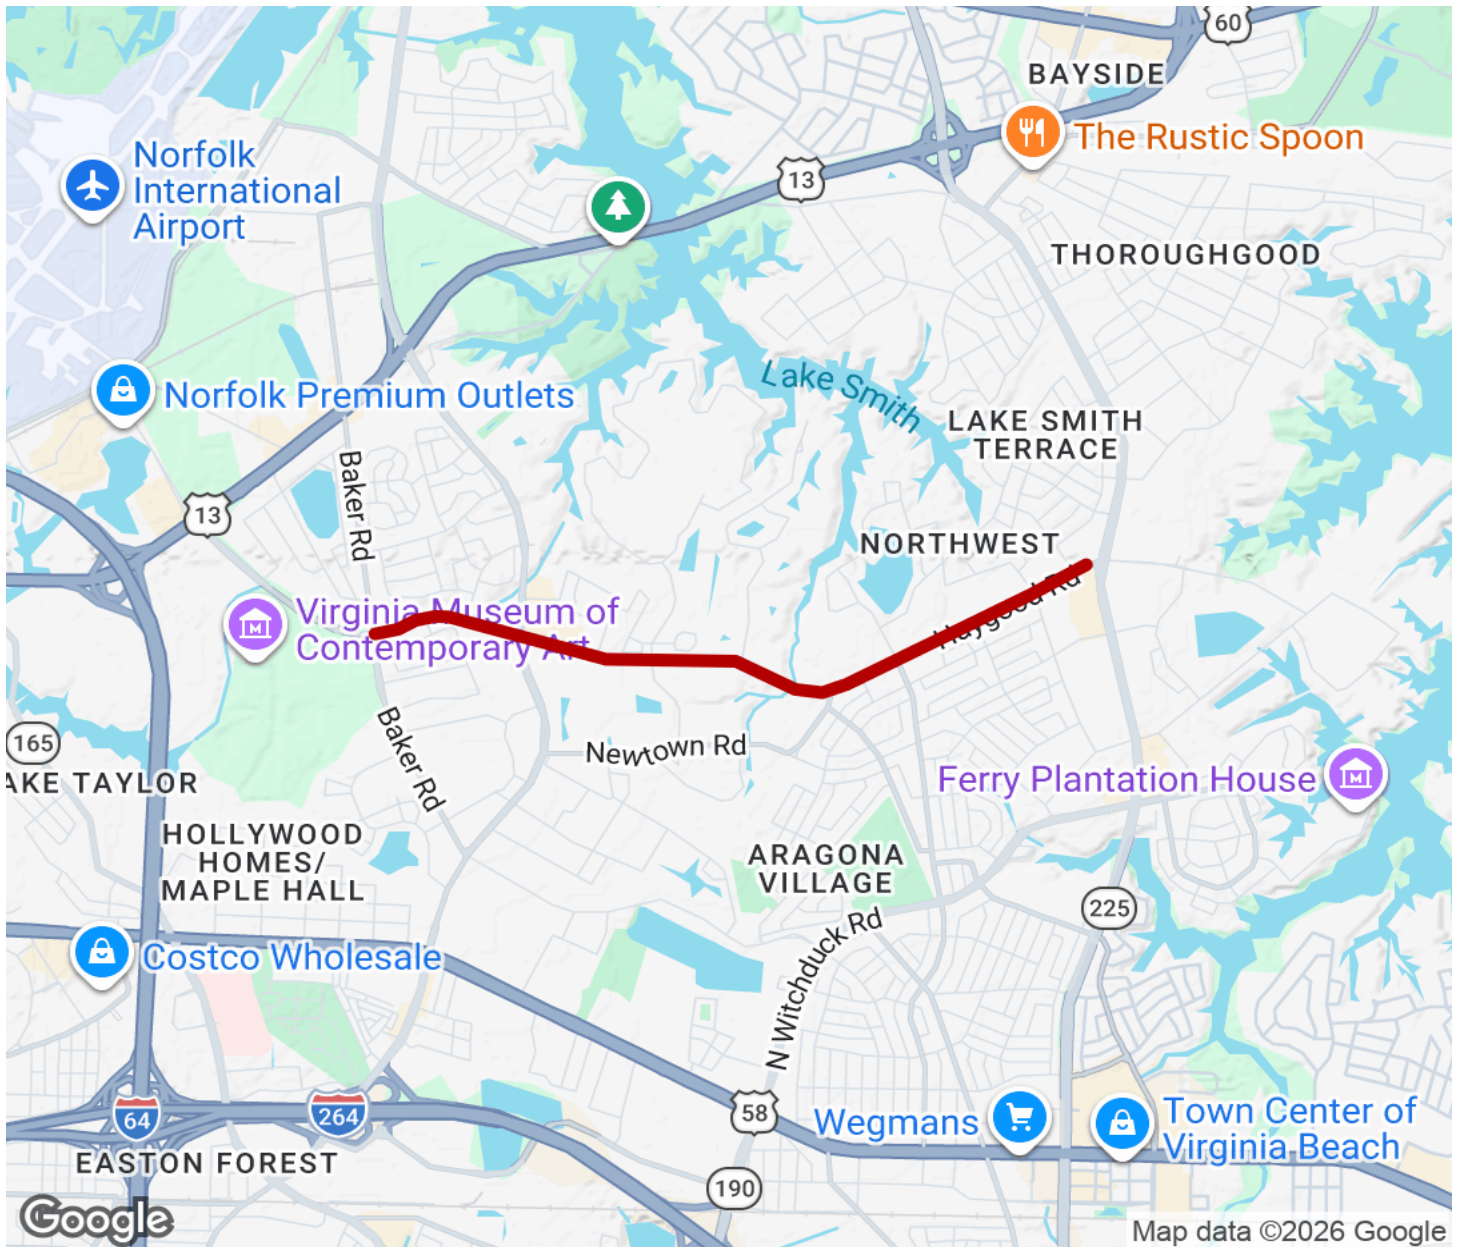 60
BAYSIDE
The Rustic Spoon
Norfolk
International
Airport
13
THOROUGHGOOD
Lake Smith
Norfolk Premium Outlets
LAKE SMITH
TERRACE
Baker Rd
13
NORTHWEST
Haygood Rd
Virginia Museum of
Contemporary Art
Baker Rd
165
Newtown Rd
AKE TAYLOR
Ferry Plantation House
HOLLYWOOD
HOMES/
MAPLE HALL
ARAGONA
VILLAGE
225
N Witchduck Rd
Costco Wholesale
64
264
58
Wegmans
Town Center of
Virginia Beach
EASTON FOREST
190
Google
Map data ©2026 Google